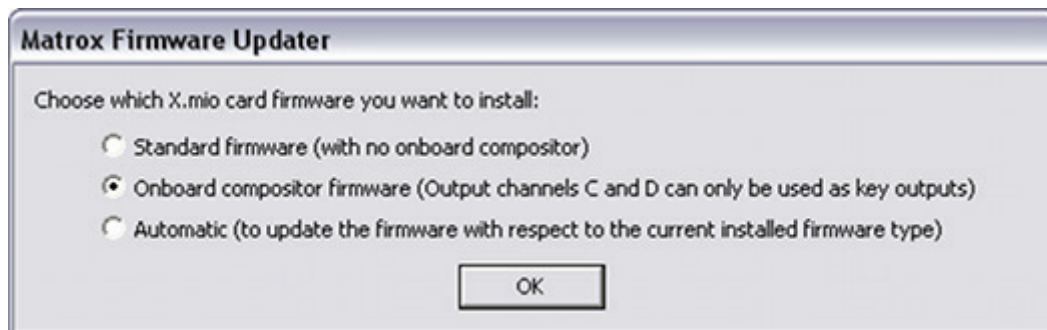 Matrox Firmware Updater
Choose which X.mio card firmware you want to install:
Standard firmware (with no onboard compositor)
Onboard compositor firmware (Output channels C and D can only be used as key outputs)
Automatic (to update the firmware with respect to the current installed firmware type)
OK